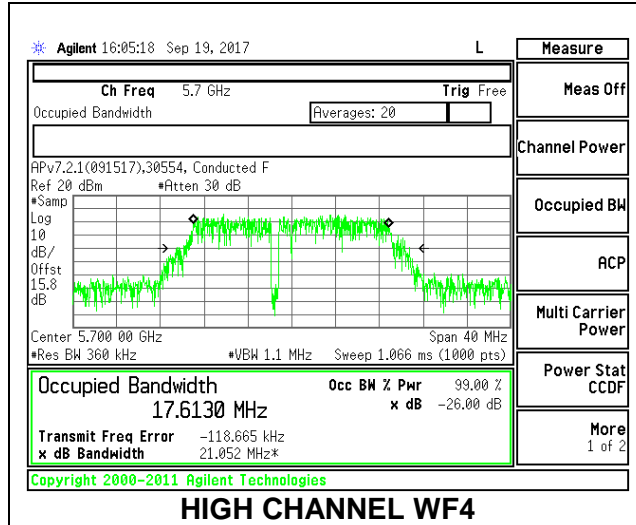 Agilent 16:05:18 Sep 19, 2017 L
Measure
Ch Freq 5.7 GHz Trig Free
Occupied Bandwidth Averages: 20
Meas Off
Channel Power
Occupied BW
ACP
Multi Carrier
Power
Power Stat
CCDF
More
1 of 2
APv7.2.1(091517),30554, Conducted F
Ref 20 dBm #Atten 30 dB
#Samp
Log
10
dB/
Offst
15.8
dB
Center 5.700 00 GHz Span 40 MHz
#Res BW 360 kHz #VBW 1.1 MHz Sweep 1.066 ms (1000 pts)
Occupied Bandwidth Occ BW % Pwr 99.00 %
17.6130 MHz x dB -26.00 dB
Transmit Freq Error -118.665 kHz
x dB Bandwidth 21.052 MHz*
Copyright 2000-2011 Agilent Technologies
HIGH CHANNEL WF4